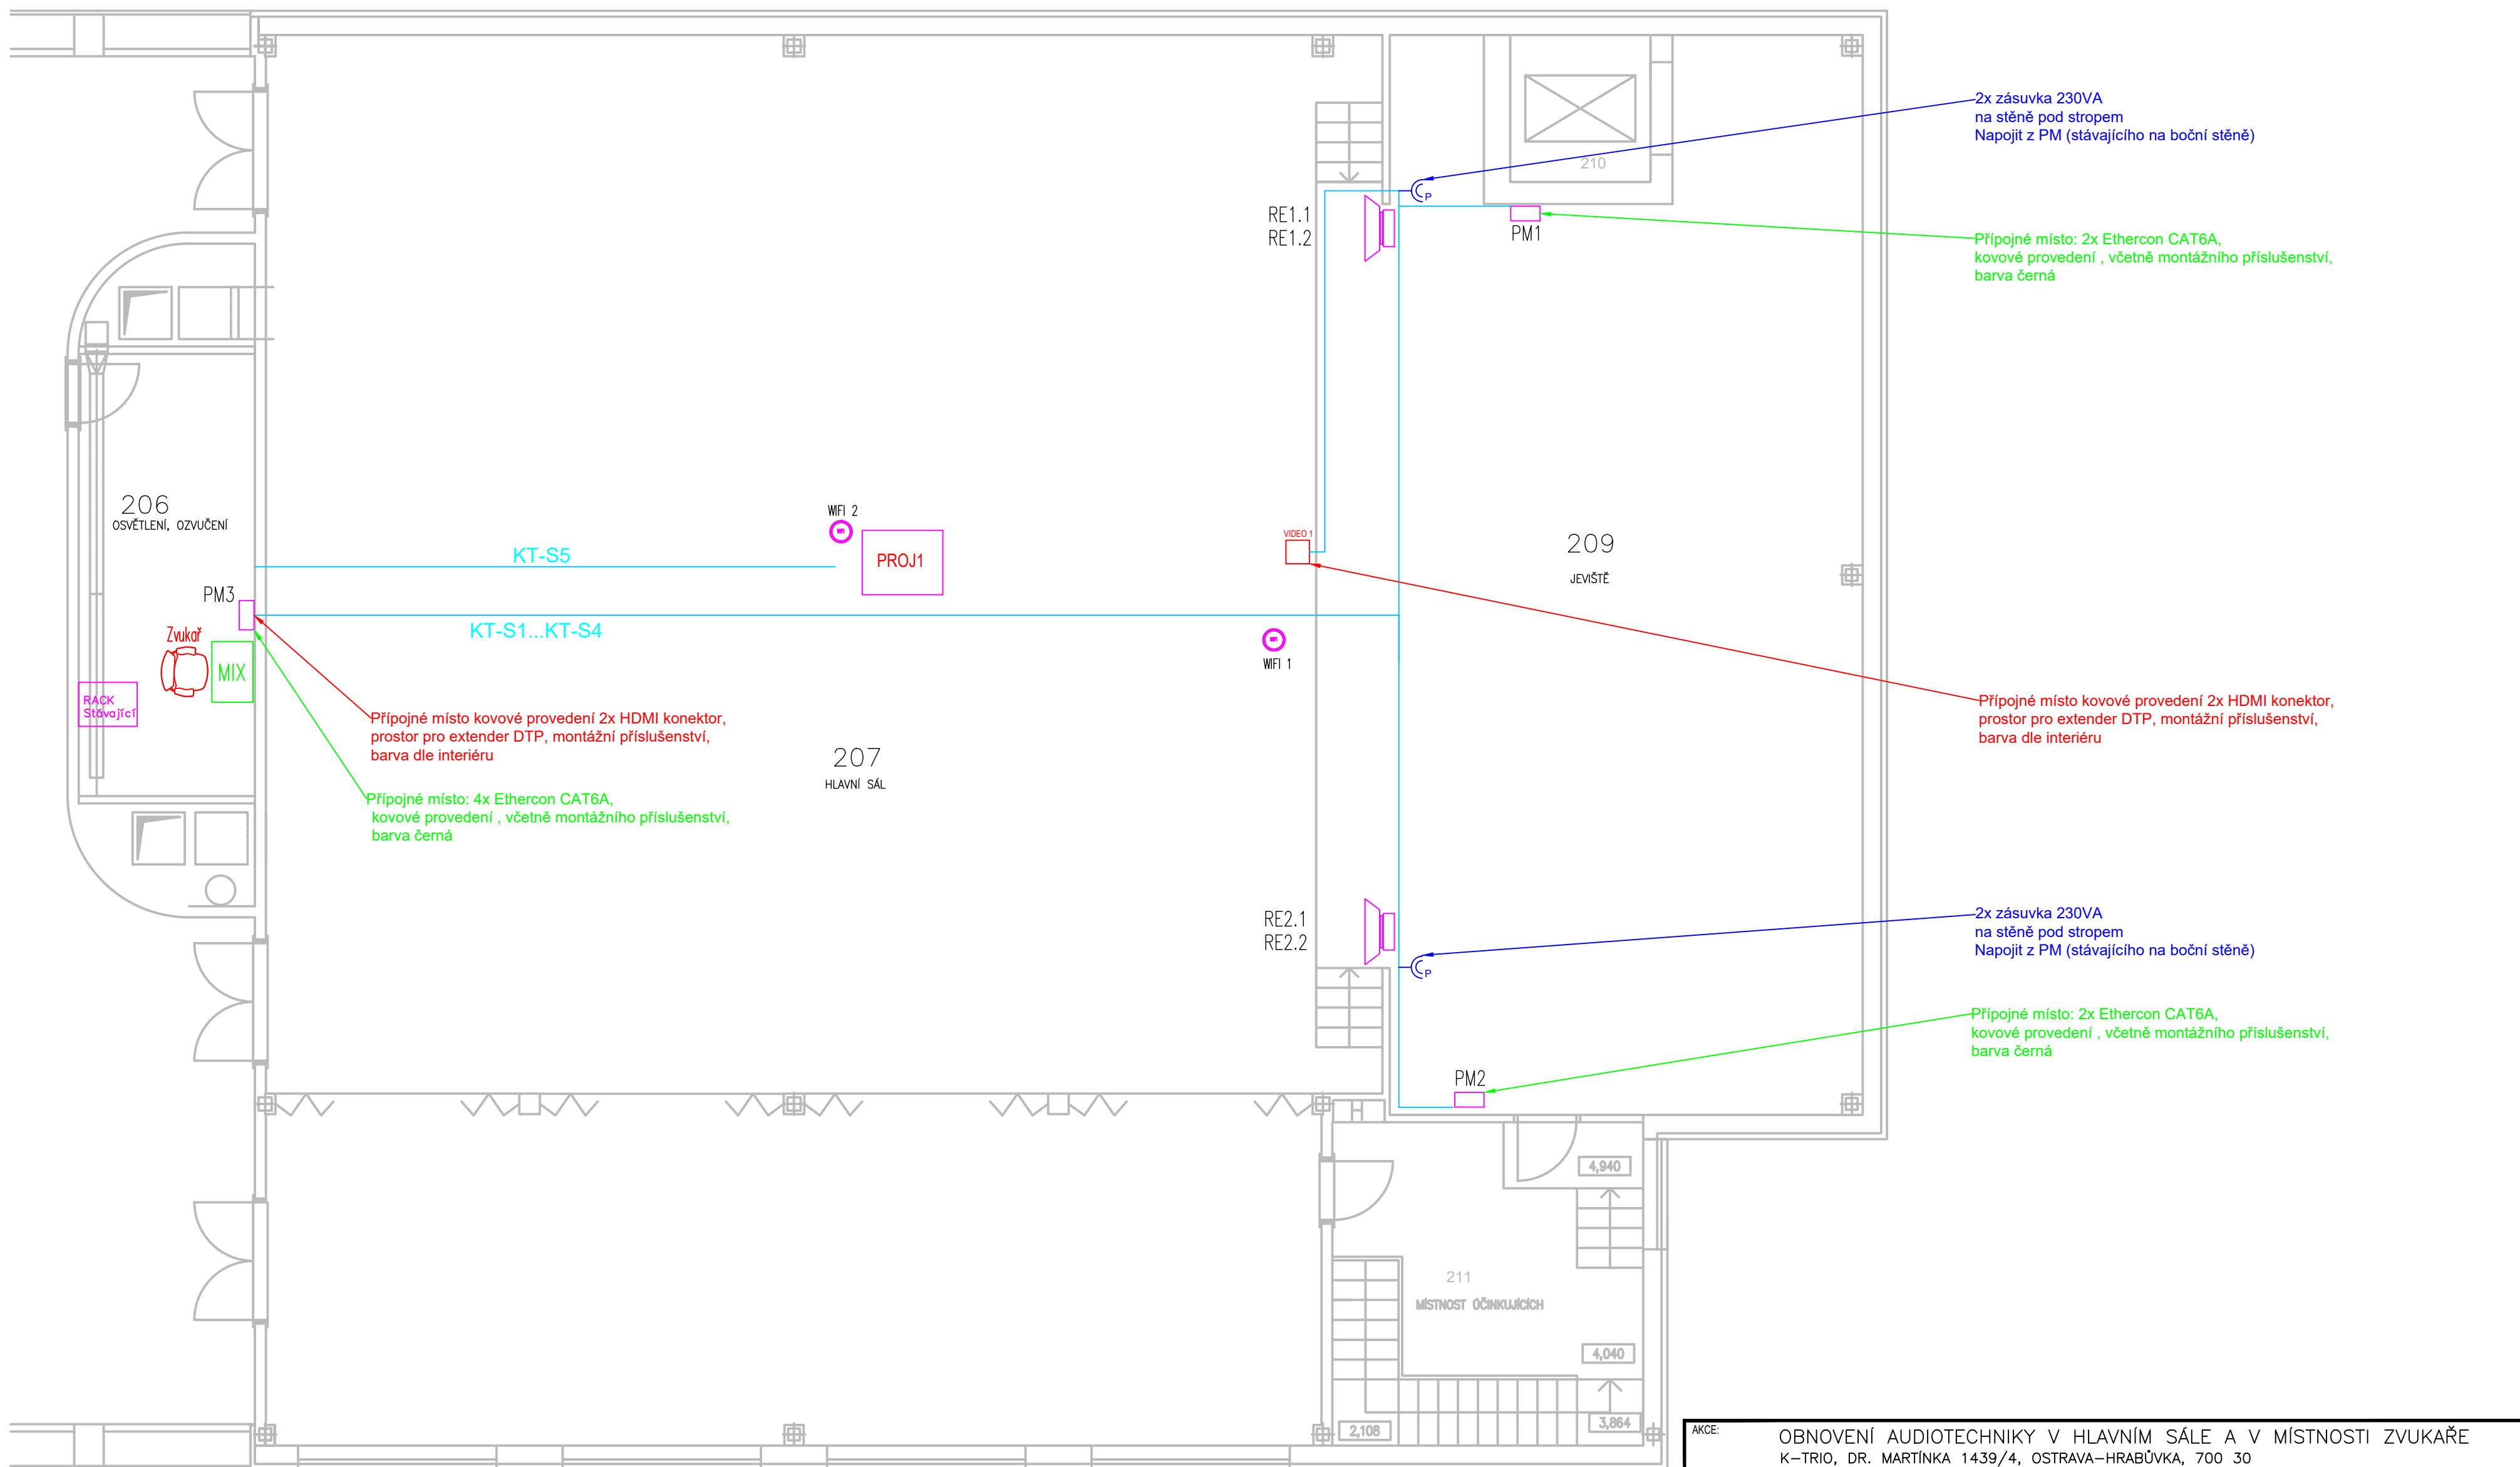 2x zásuvka 230VA
na stěně pod stropem
Napojit z PM (stávajícího na boční stěně)
210
P
RE1.1
RE1.2
PM1
Přípojné místo: 2x Ethercon CAT6A,
kovové provedení , včetně montážního příslušenství,
barva černá
206
OSVĚTLENÍ, OZVUČENÍ
WIFI 2
PROJ1
VIDEO 1
209
JEVIŠTĚ
KT-S5
PM3
KT-S1...KT-S4
Zvukař
MIX
WIFI 1
RACK
Stávající
Přípojné místo kovové provedení 2x HDMI konektor,
prostor pro extender DTP, montážní příslušenství,
barva dle interiéru
Přípojné místo kovové provedení 2x HDMI konektor,
prostor pro extender DTP, montážní příslušenství,
barva dle interiéru
207
HLAVNÍ SÁL
Přípojné místo: 4x Ethercon CAT6A,
kovové provedení , včetně montážního příslušenství,
barva černá
RE2.1
RE2.2
P
2x zásuvka 230VA
na stěně pod stropem
Napojit z PM (stávajícího na boční stěně)
Přípojné místo: 2x Ethercon CAT6A,
kovové provedení , včetně montážního příslušenství,
barva černá
PM2
4,940
211
MÍSTNOST ÚČINKUJÍCÍCH
4,040
3,864
2,108
AKCE:
OBNOVENÍ AUDIOTECHNIKY V HLAVNÍM SÁLE A V MÍSTNOSTI ZVUKAŘE
K-TRIO, DR. MARTÍNKA 1439/4, OSTRAVA-HRABŮVKA, 700 30